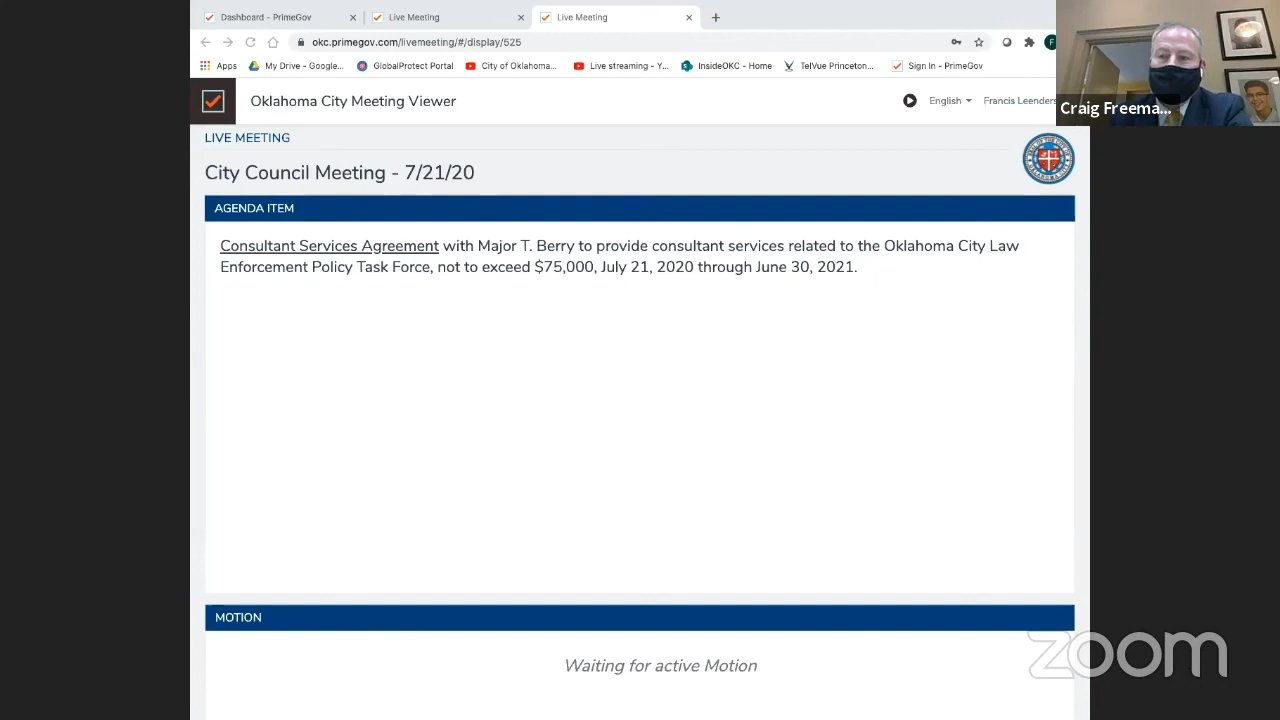 Dashboard - PrimeGov
Live Meeting
Live Meeting
okc.primegov.com/livemeeting/#/display/525
Apps
My Drive - Google...
GlobalProtect Portal
City of Oklahoma...
Live streaming - Y...
InsideOKC - Home
TelVue Princeton...
Sign In - PrimeGov
Oklahoma City Meeting Viewer
English
Francis Leenders
Craig Freema...
LIVE MEETING
City Council Meeting - 7/21/20
AGENDA ITEM
Consultant Services Agreement with Major T. Berry to provide consultant services related to the Oklahoma City Law
Enforcement Policy Task Force, not to exceed $75,000, July 21, 2020 through June 30, 2021.
MOTION
Waiting for active Motion
zoom